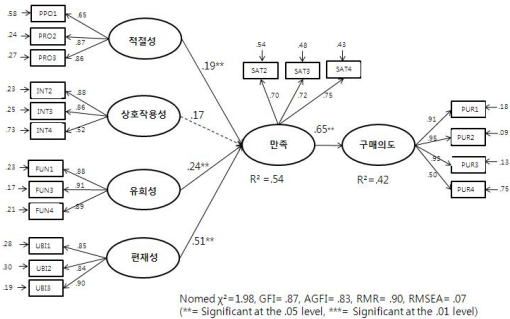 .58
PPO1
.65
.24
PRO2
.87
.27
PRO3
.86
적절성
.19**
.23
INT2
.88
.25
INT3
.86
.73
INT4
.52
상호작용성
.17
.23
FUN1
.88
.17
FUN3
.91
.21
FUN4
.89
유희성
.24**
.28
UBI1
.85
.30
UBI2
.84
.19
UBI3
.90
편재성
.51**
.54
.48
.43
SAT2
SAT3
SAT4
.70
.72
.75
만족
R² =.54
.65**
구매의도
R² =.42
.91
PUR1
.18
.95
PUR2
.09
PUR3
.13
.50
PUR4
.75
Nomed χ²=1.98, GFI= .87, AGFI= .83, RMR= .90, RMSEA= .07
(**= Significant at the .05 level, ***= Significant at the .01 level)